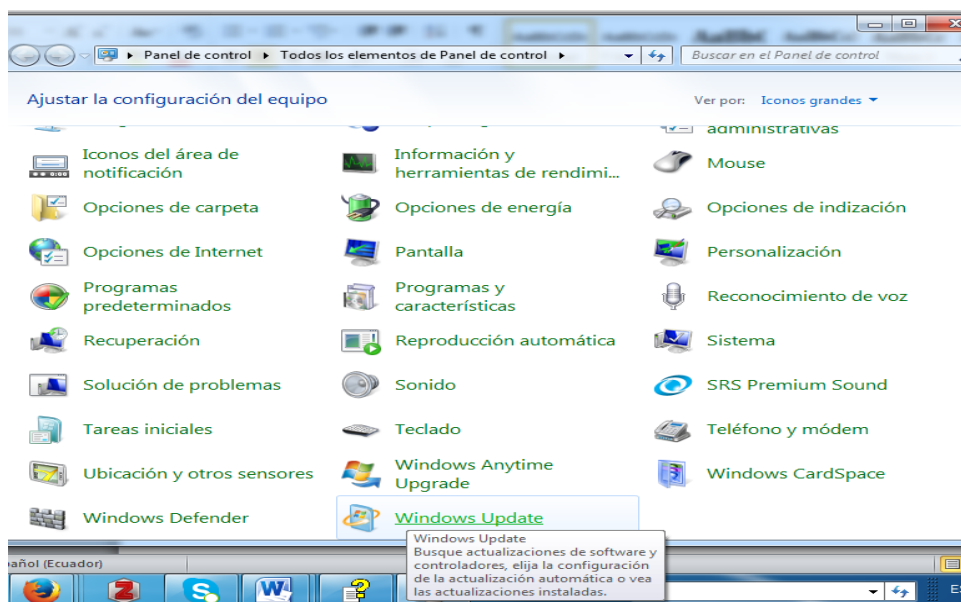 Panel de control ▸ Todos los elementos de Panel de control ▸
Buscar en el Panel de control
Ajustar la configuración del equipo
Ver por: Iconos grandes
administrativas
Iconos del área de
notificación
Información y
herramientas de rendimi...
Mouse
Opciones de carpeta
Opciones de energía
Opciones de indización
Opciones de Internet
Pantalla
Personalización
Programas
predeterminados
Programas y
características
Reconocimiento de voz
Recuperación
Reproducción automática
Sistema
Solución de problemas
Sonido
SRS Premium Sound
Tareas iniciales
Teclado
Teléfono y módem
Ubicación y otros sensores
Windows Anytime
Upgrade
Windows CardSpace
Windows Defender
Windows Update
Windows Update
Busque actualizaciones de software y
controladores, elija la configuración
de la actualización automática o vea
las actualizaciones instaladas.
añol (Ecuador)
ES